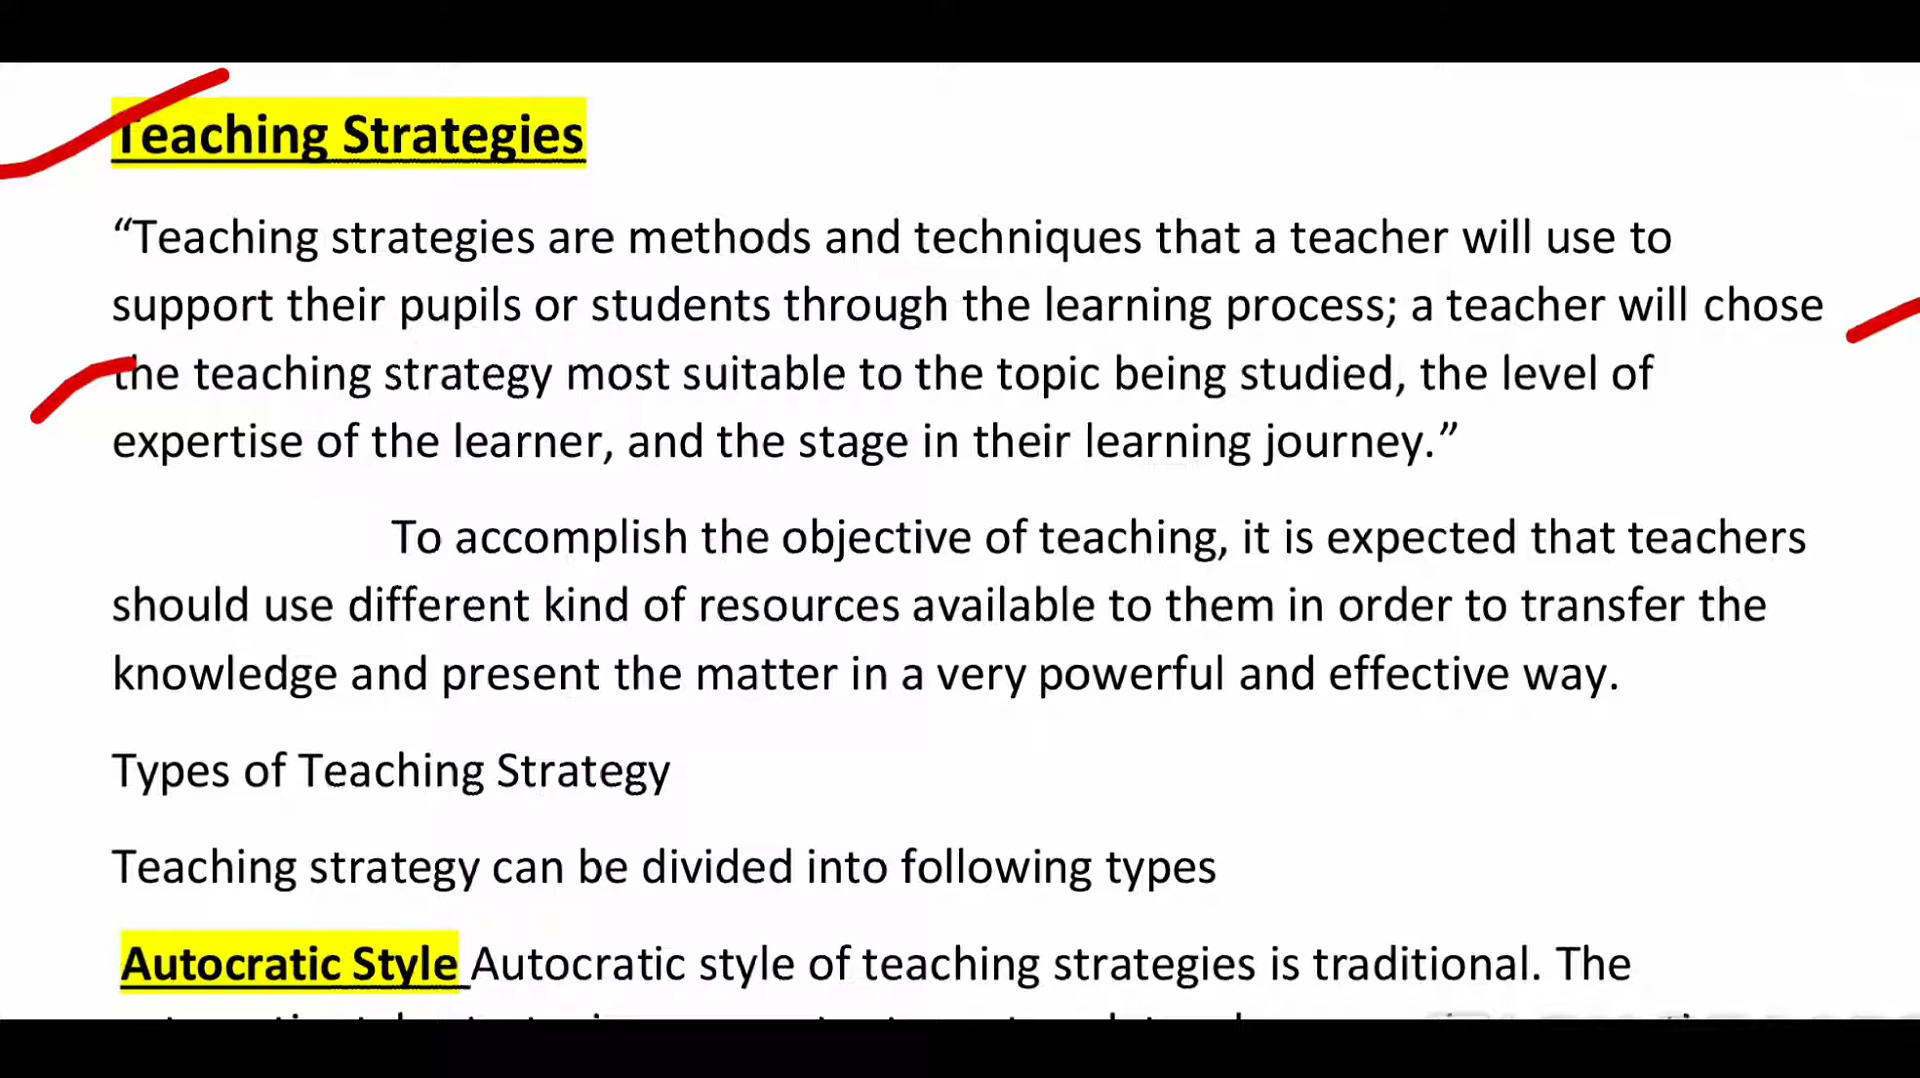 Teaching Strategies
“Teaching strategies are methods and techniques that a teacher will use to
support their pupils or students through the learning process; a teacher will chose
the teaching strategy most suitable to the topic being studied, the level of
expertise of the learner, and the stage in their learning journey.”
To accomplish the objective of teaching, it is expected that teachers
should use different kind of resources available to them in order to transfer the
knowledge and present the matter in a very powerful and effective way.
Types of Teaching Strategy
Teaching strategy can be divided into following types
Autocratic Style Autocratic style of teaching strategies is traditional. The